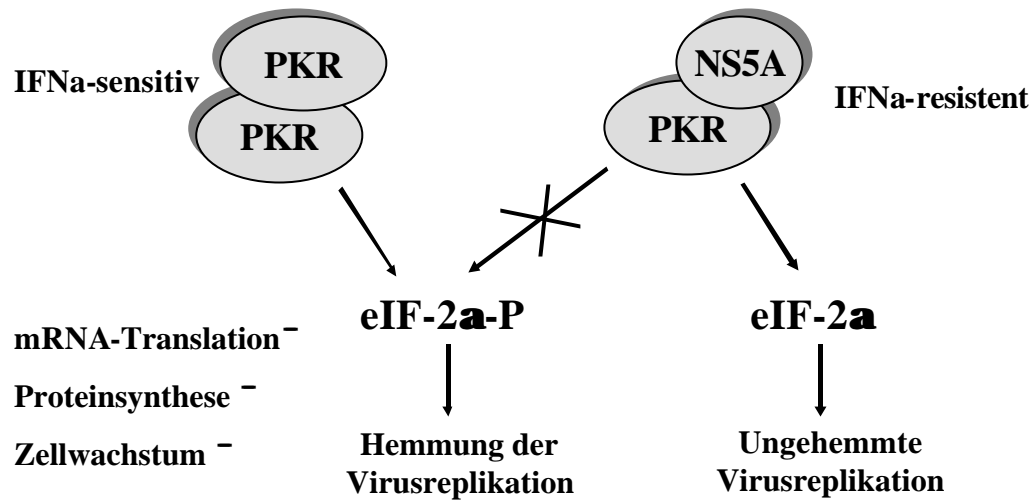 IFNa-sensitiv
PKR
PKR
NS5A
PKR
IFNa-resistent
eIF-2a-P
eIF-2a
mRNA-Translation¯
Proteinsynthese ¯
Zellwachstum ¯
Hemmung der
Virusreplikation
Ungehemmte
Virusreplikation